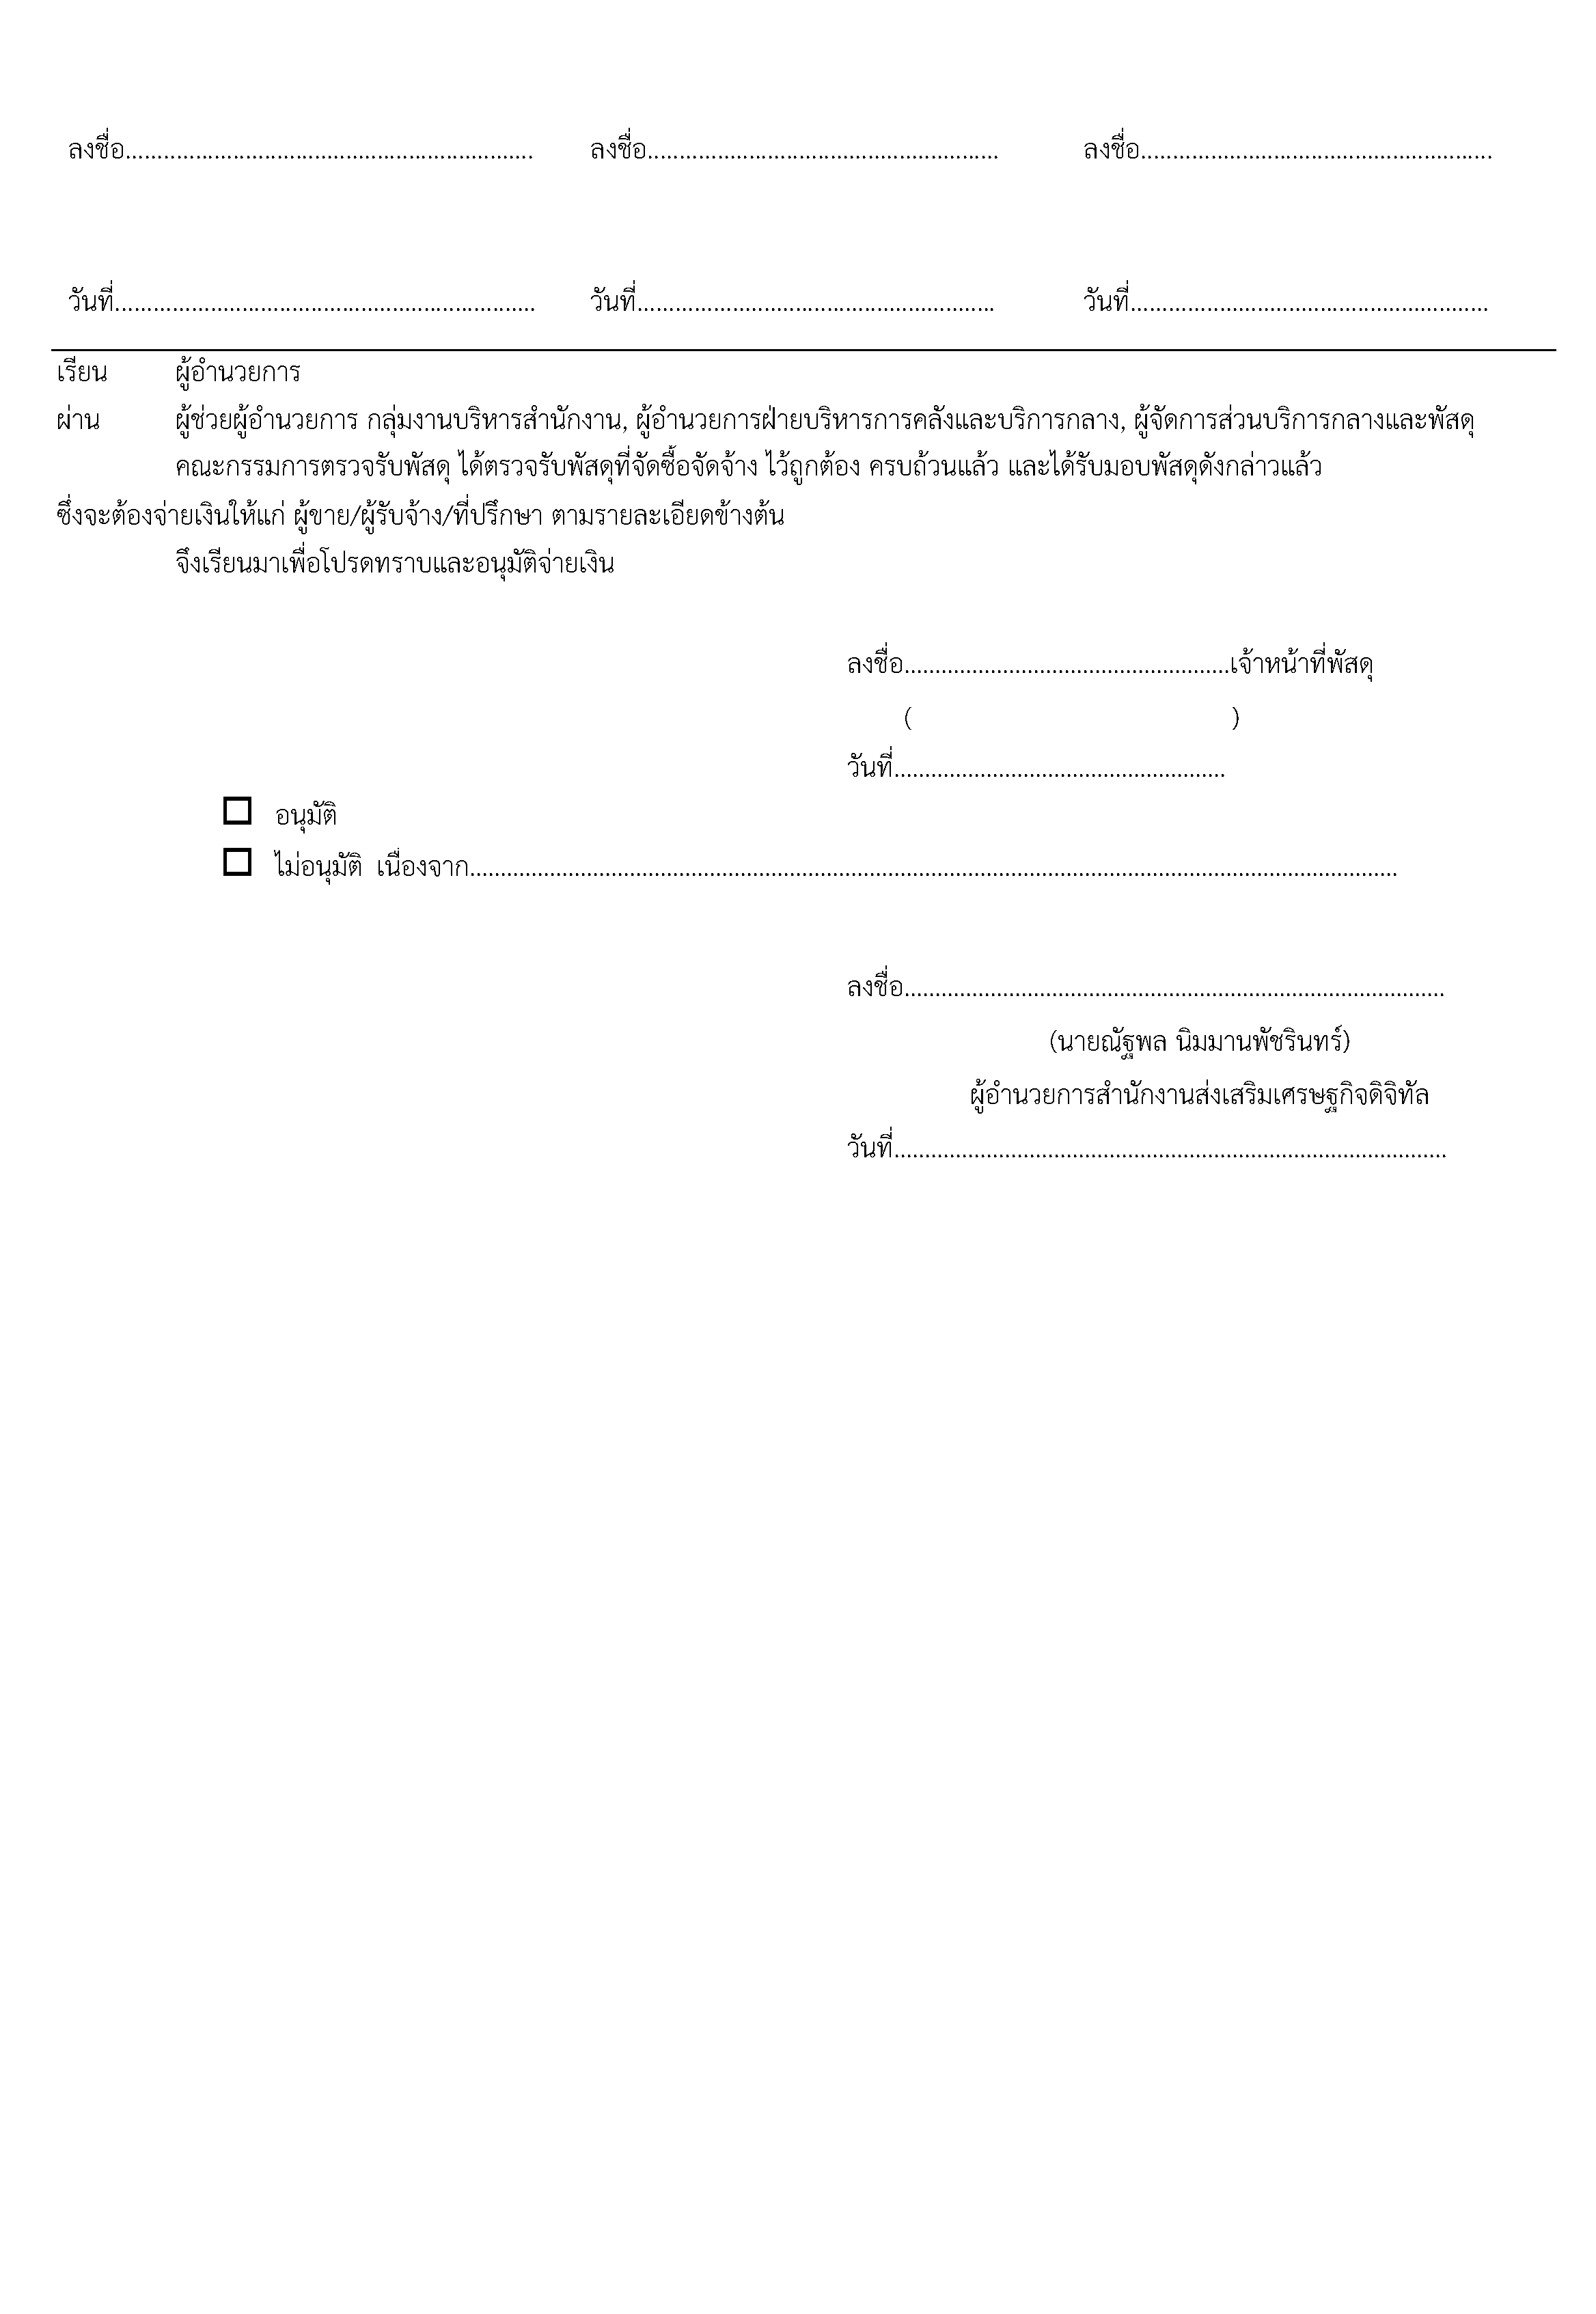 ลงชื่อ................................................................. ลงชื่อ........................................................ ลงชื่อ........................................................
วันที่................................................................... วันที่......................................................... วันที่.........................................................
เรียน ผู้อำนวยการ
ผ่าน ผู้ช่วยผู้อำนวยการ กลุ่มงานบริหารสำนักงาน, ผู้อำนวยการฝ่ายบริหารการคลังและบริการกลาง, ผู้จัดการส่วนบริการกลางและพัสดุ
คณะกรรมการตรวจรับพัสดุ ได้ตรวจรับพัสดุที่จัดซื้อจัดจ้าง ไว้ถูกต้อง ครบถ้วนแล้ว และได้รับมอบพัสดุดังกล่าวแล้ว
ซึ่งจะต้องจ่ายเงินให้แก่ ผู้ขาย/ผู้รับจ้าง/ที่ปรึกษา ตามรายละเอียดข้างต้น
จึงเรียนมาเพื่อโปรดทราบและอนุมัติจ่ายเงิน
ลงชื่อ.....................................................เจ้าหน้าที่พัสดุ
( )
วันที่......................................................
อนุมัติ
ไม่อนุมัติ เนื่องจาก.......................................................................................................................................................
ลงชื่อ........................................................................................
(นายณัฐพล นิมมานพัชรินทร์)
ผู้อำนวยการสำนักงานส่งเสริมเศรษฐกิจดิจิทัล
วันที่..........................................................................................